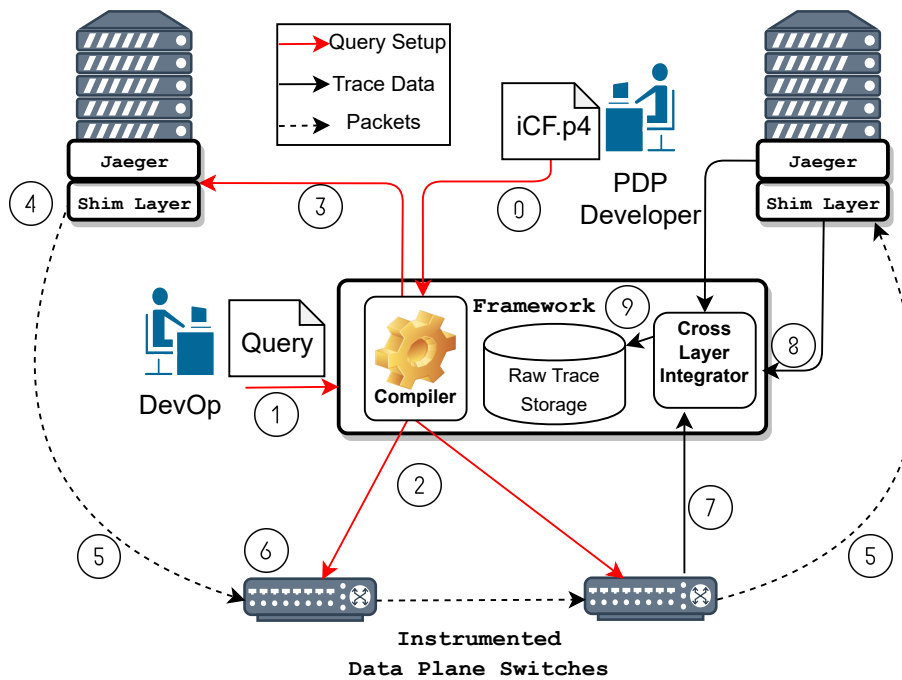 Query Setup
Trace Data
Packets
iCF.p4
PDP
Developer
0
Jaeger
Shim Layer
4
3
Jaeger
Shim Layer
Framework
9
Query
DevOp
1
Compiler
Raw Trace
Storage
Cross
Layer
Integrator
8
2
7
5
6
5
Instrumented
Data Plane Switches